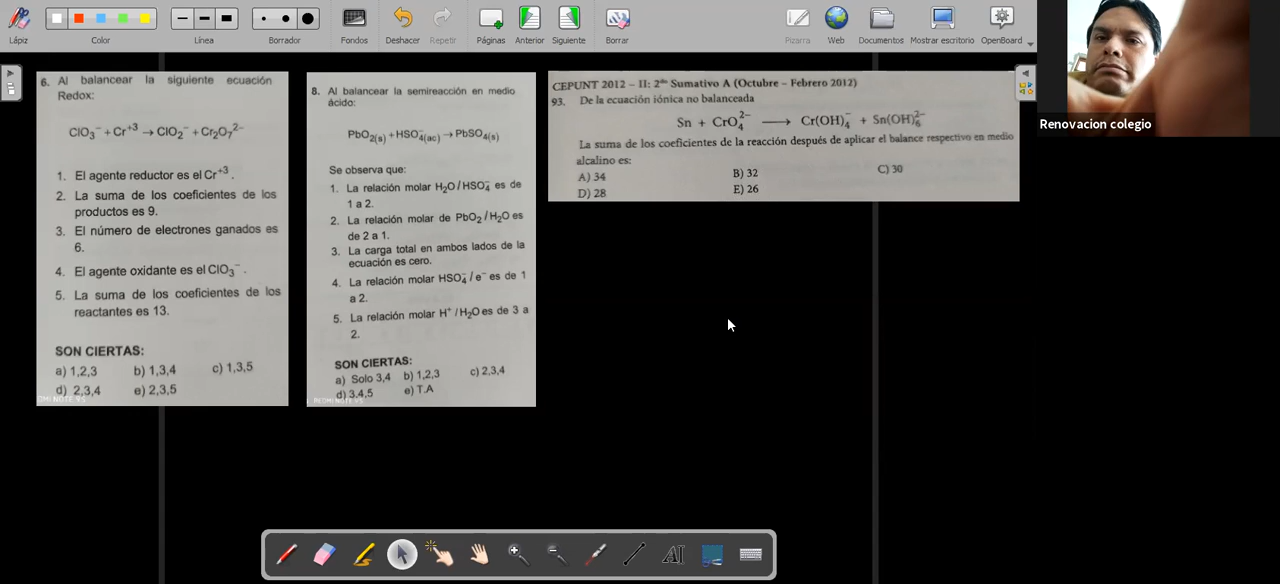 Lápiz
Color
Línea
Borrador
Fondos
Deshacer
Repetir
Páginas
Anterior
Siguiente
Borrar
Pizarra
Web
Documentos
Mostrar escritorio
OpenBoard
Renovacion colegio
6. Al balancear la siguiente ecuación
Redox:
ClO₃⁻ + Cr⁺³ → ClO₂⁻ + Cr₂O₇²⁻
1. El agente reductor es el Cr⁺³.
2. La suma de los coeficientes de los
productos es 9.
3. El número de electrones ganados es
6.
4. El agente oxidante es el ClO₃⁻.
5. La suma de los coeficientes de los
reactantes es 13.
SON CIERTAS:
a) 1,2,3 b) 1,3,4 c) 1,3,5
d) 2,3,4 e) 2,3,5
8. Al balancear la semireacción en medio
ácido:
PbO₂₍ₛ₎ + HSO₄⁻(ac) → PbSO₄₍ₛ₎
Se observa que:
1. La relación molar H₂O/HSO₄⁻ es de
1 a 2.
2. La relación molar de PbO₂/H₂O es
de 2 a 1.
3. La carga total en ambos lados de la
ecuación es cero.
4. La relación molar HSO₄⁻/e⁻ es de 1
a 2.
5. La relación molar H⁺/H₂O es de 3 a
2.
SON CIERTAS:
a) Solo 3,4 b) 1,2,3 c) 2,3,4
d) 3,4,5 e) T.A
CEPUNT 2012 – II: 2do Sumativo A (Octubre – Febrero 2012)
93. De la ecuación iónica no balanceada
Sn + CrO₄²⁻ ⟶ Cr(OH)₄⁻ + Sn(OH)₆²⁻
La suma de los coeficientes de la reacción después de aplicar el balance respectivo en medio
alcalino es:
A) 34 B) 32 C) 30
D) 28 E) 26